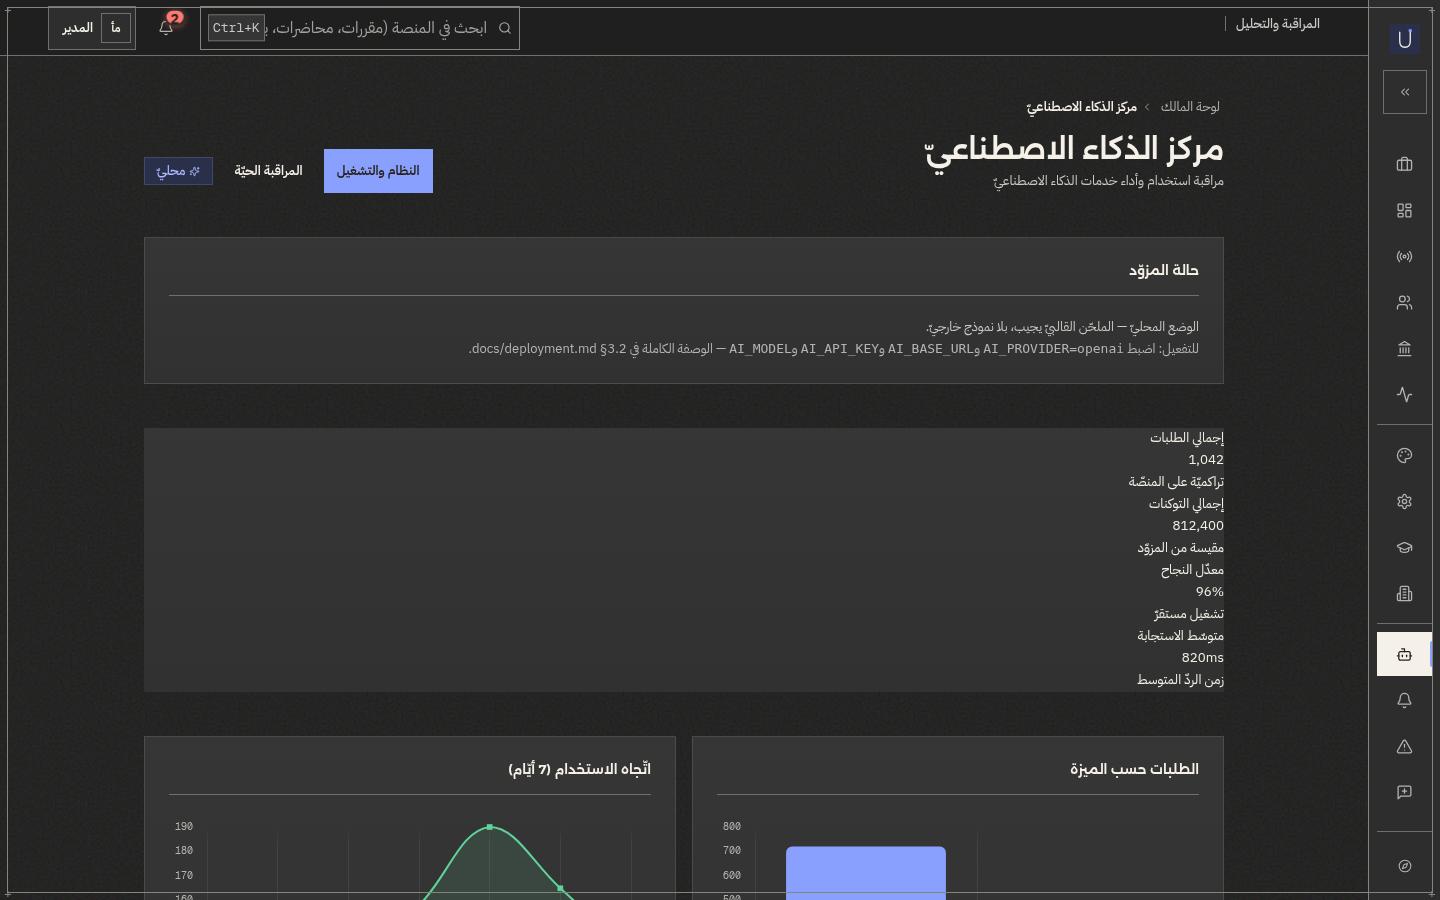 المراقبة والتحليل
ابحث في المنصة (مقررات، محاضرات،
Ctrl+K
2
مأ
المدير
لوحة المالك › مركز الذكاء الاصطناعيّ
مركز الذكاء الاصطناعيّ
مراقبة استخدام وأداء خدمات الذكاء الاصطناعيّ
النظام والتشغيل
المراقبة الحيّة
محليّ
حالة المزوّد
الوضع المحليّ — الملحّن القالبيّ يجيب، بلا نموذج خارجيّ.
للتفعيل: اضبط AI_PROVIDER=openai وAI_BASE_URL وAI_API_KEY وAI_MODEL — الوصفة الكاملة في docs/deployment.md §3.2.
إجمالي الطلبات
1,042
تراكميّة على المنصّة
إجمالي التوكنات
812,400
مقيسة من المزوّد
معدّل النجاح
96%
تشغيل مستقرّ
متوسّط الاستجابة
820ms
زمن الردّ المتوسط
الطلبات حسب الميزة
800
700
600
500
اتّجاه الاستخدام (7 أيّام)
190
180
170
160